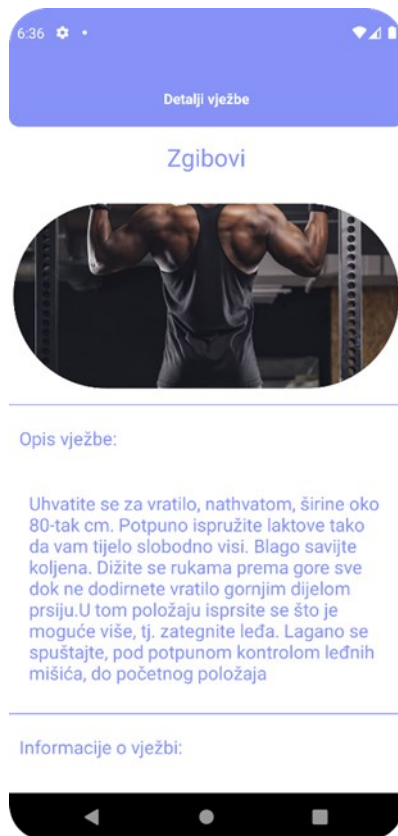 6:36
Detalji vježbe
Zgibovi
Opis vježbe:
Uhvatite se za vratilo, nathvatom, širine oko
80-tak cm. Potpuno ispružite laktove tako
da vam tijelo slobodno visi. Blago savijte
koljena. Dižite se rukama prema gore sve
dok ne dodirnete vratilo gornjim dijelom
prsiju.U tom položaju isprsite se što je
moguće više, tj. zategnite leđa. Lagano se
spuštajte, pod potpunom kontrolom leđnih
mišića, do početnog položaja
Informacije o vježbi: